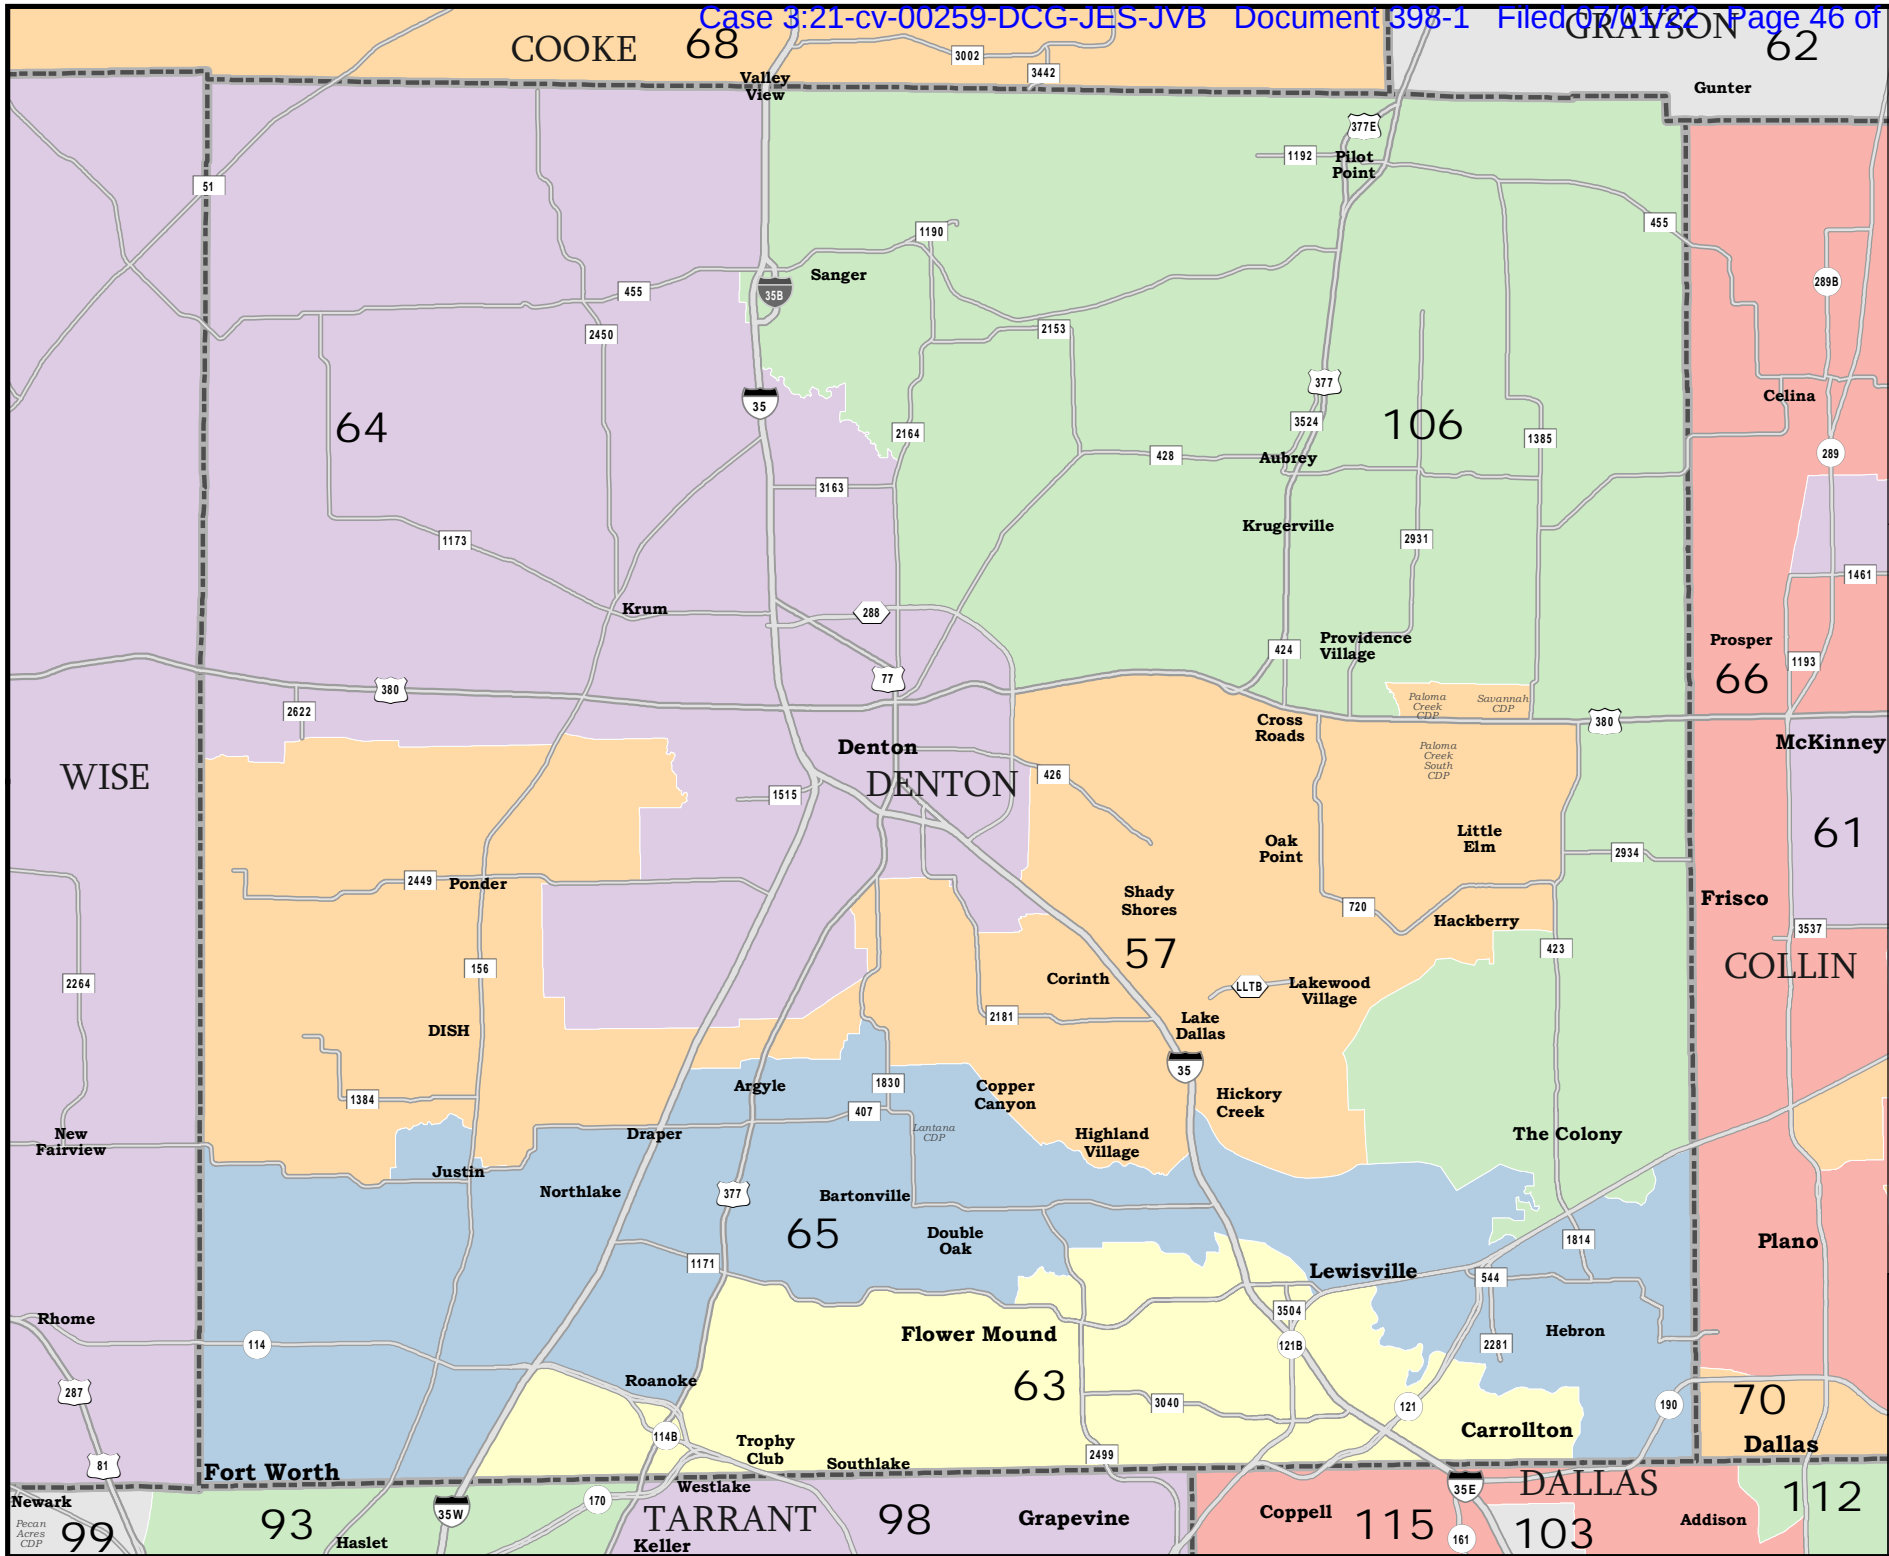 Case 3:21-cv-00259-DCG-JES-JVB Document 398-1 Filed 07/01/22 Page 46 of
COOKE
68
GRAYSON
62
3002
3442
Valley
View
Gunter
377E
1192
Pilot
Point
51
455
1190
Sanger
289B
35B
455
2450
2153
377
Celina
35
64
3524
106
2164
1385
289
428
Aubrey
3163
Krugerville
1173
2931
1461
Krum
288
Providence
Village
424
Prosper
1193
77
66
380
2622
Paloma
Creek
CDP
Savannah
CDP
380
Cross
Roads
McKinney
Denton
Paloma
Creek
South
CDP
WISE
DENTON
426
1515
61
Little
Elm
Oak
Point
2934
2449
Ponder
Shady
Shores
Frisco
720
Hackberry
3537
57
423
COLLIN
156
2264
Corinth
LLTB
Lakewood
Village
2181
Lake
Dallas
DISH
35
Argyle
1830
Copper
Canyon
Hickory
Creek
1384
407
Lantana
CDP
New
Fairview
Draper
Highland
Village
The Colony
Justin
Northlake
377
Bartonville
65
Double
Oak
1814
Plano
1171
Lewisville
544
3504
Rhome
Flower Mound
Hebron
114
121B
2281
Roanoke
63
287
3040
121
190
70
114B
Carrollton
Trophy
Club
Dallas
2499
81
Southlake
Fort Worth
Westlake
DALLAS
35E
Newark
170
112
35W
TARRANT
98
Grapevine
Coppell
115
Addison
Pecan
Acres
CDP
99
93
Haslet
Keller
161
103